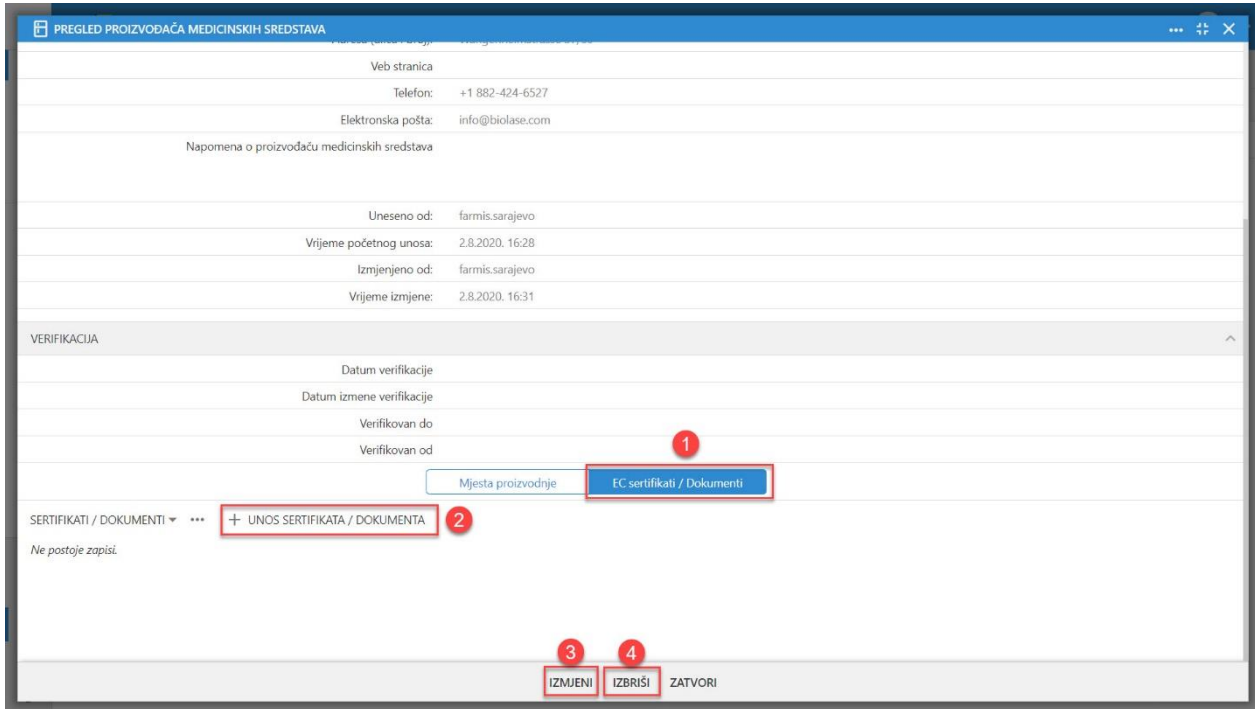 PREGLED PROIZVOĐAČA MEDICINSKIH SREDSTAVA
Veb stranica
Telefon: +1 882-424-6527
Elektronska pošta: info@biolase.com
Napomena o proizvođaču medicinskih sredstava
Uneseno od: farmis.sarajevo
Vrijeme početnog unosa: 2.8.2020. 16:28
Izmjenjeno od: farmis.sarajevo
Vrijeme izmjene: 2.8.2020. 16:31
VERIFIKACIJA
Datum verifikacije
Datum izmene verifikacije
Verifikovan do
Verifikovan od
1
Mjesta proizvodnje EC sertifikati / Dokumenti
SERTIFIKATI / DOKUMENTI ••• + UNOS SERTIFIKATA / DOKUMENTA 2
Ne postoje zapisi.
3 4
IZMJENI IZBRIŠI ZATVORI